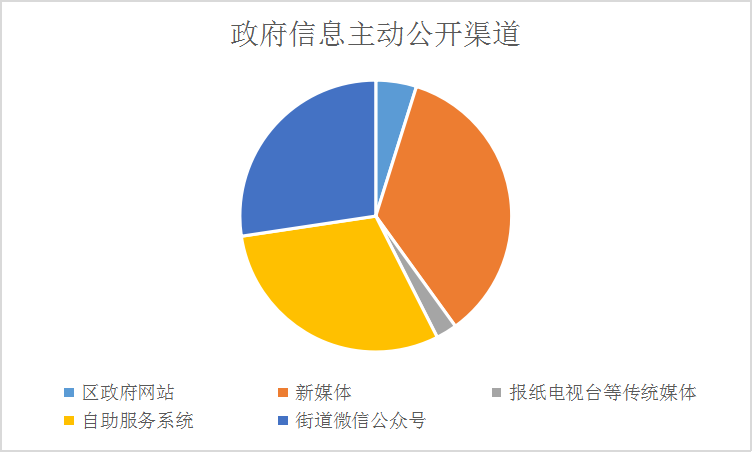 政府信息主动公开渠道
区政府网站
新媒体
报纸电视台等传统媒体
自助服务系统
街道微信公众号